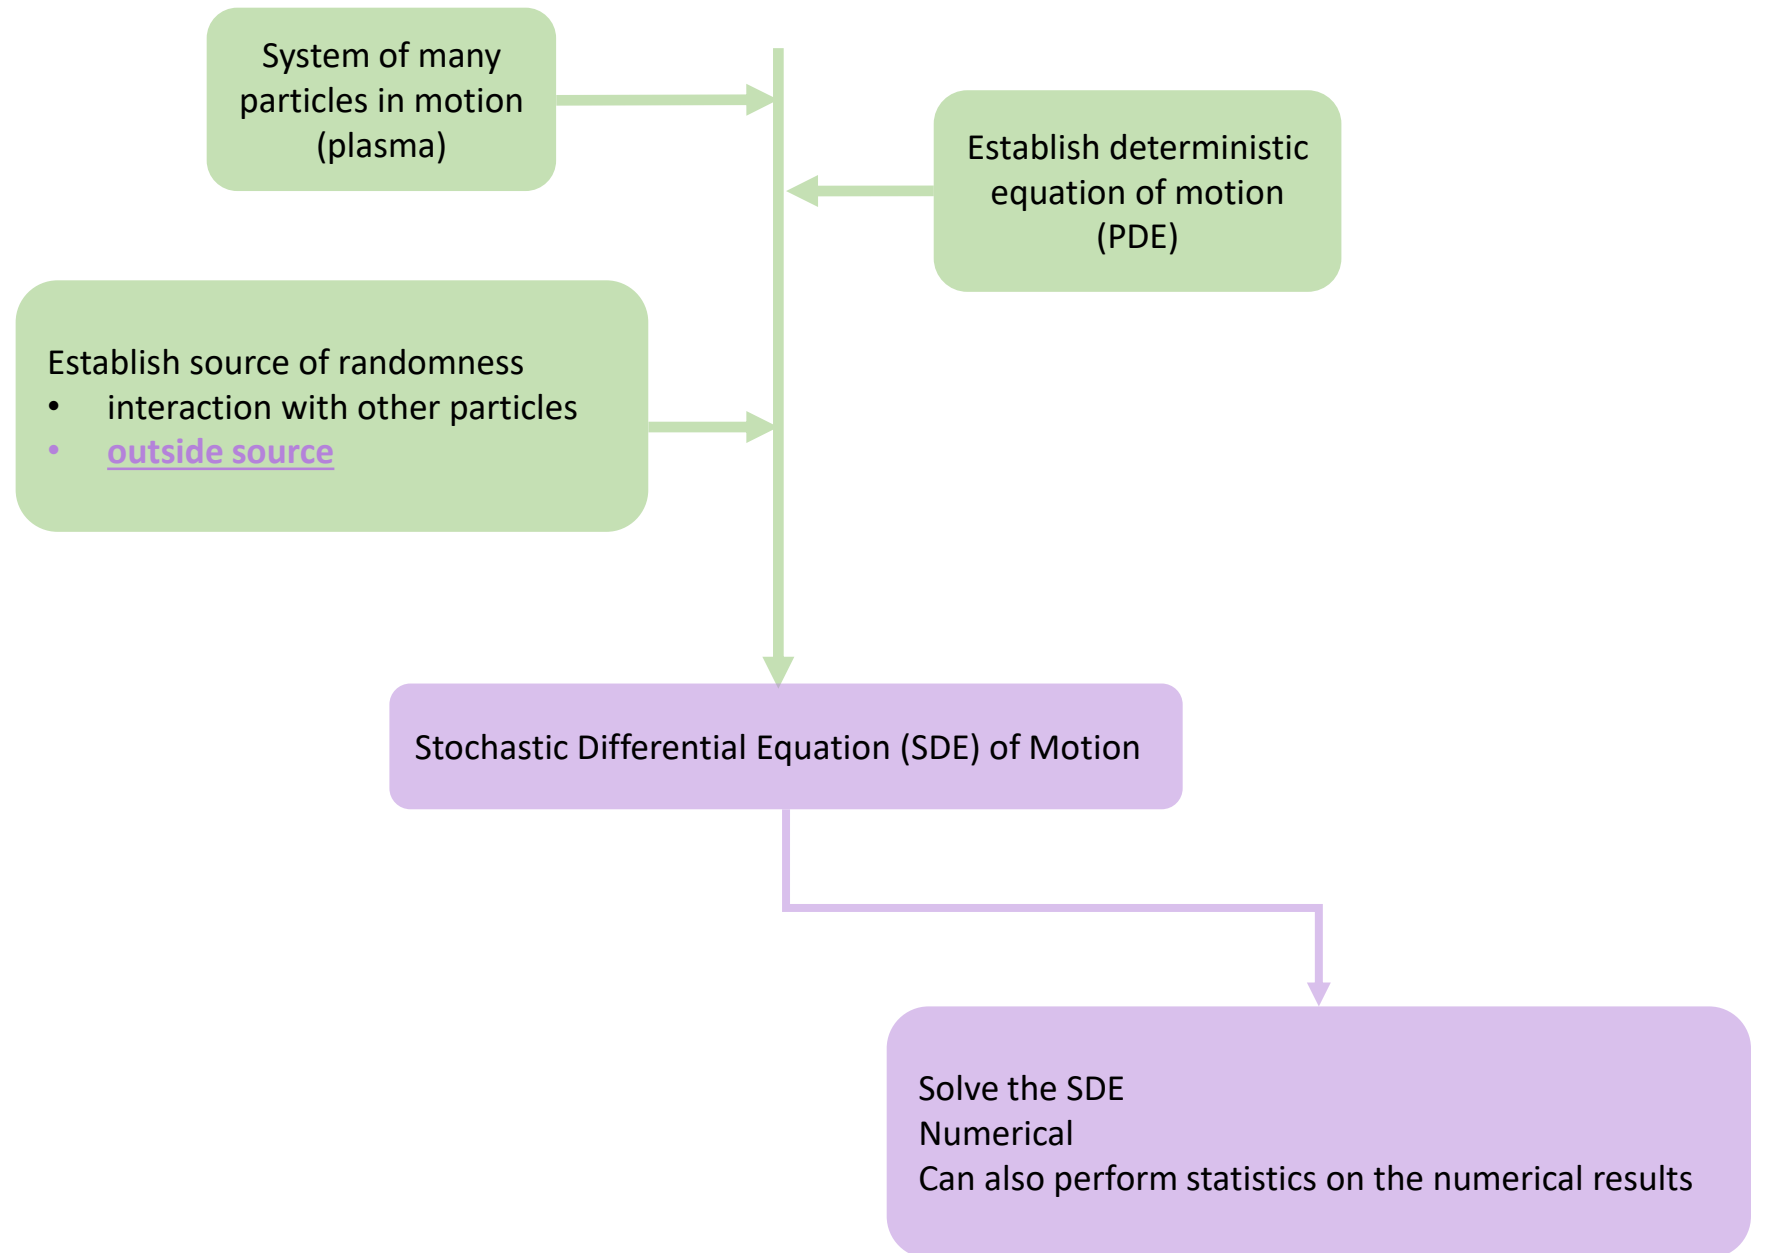 System of many
particles in motion
(plasma)
Establish deterministic
equation of motion
(PDE)
Establish source of randomness
• interaction with other particles
• outside source
Stochastic Differential Equation (SDE) of Motion
Solve the SDE
Numerical
Can also perform statistics on the numerical results